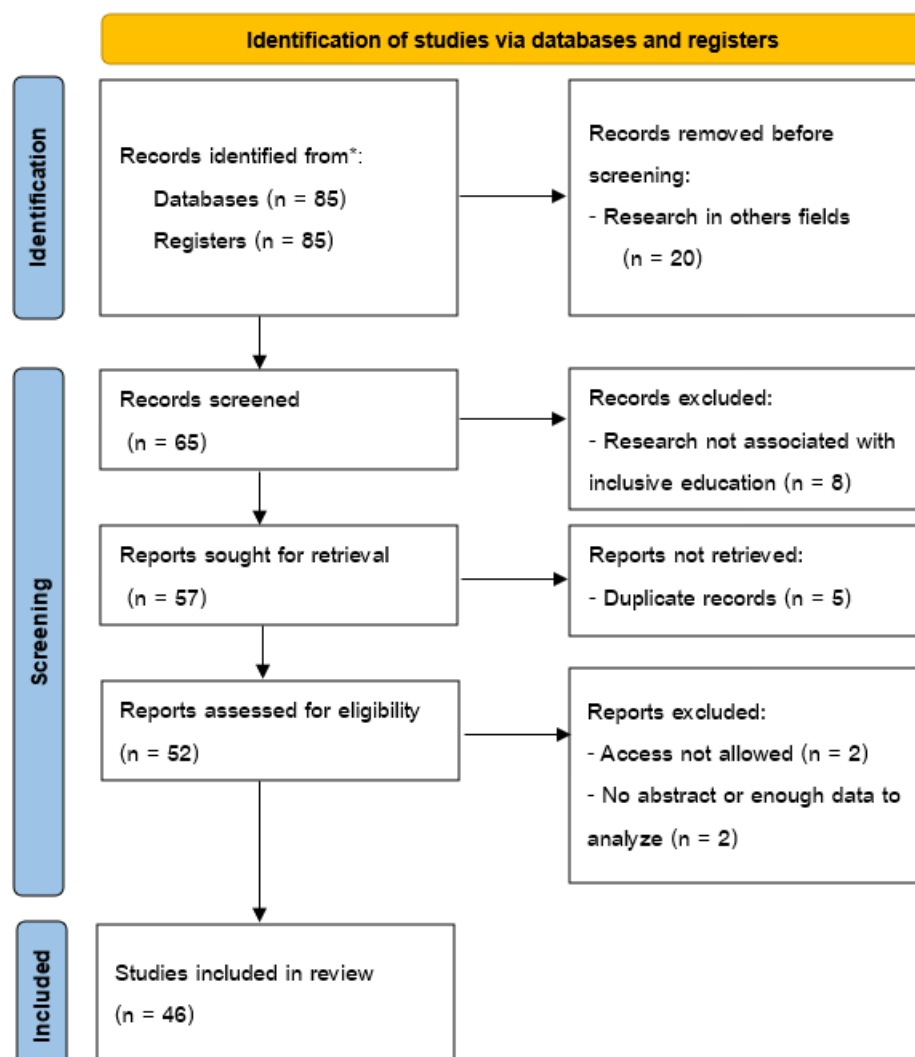 Identification of studies via databases and registers
Identification
Records identified from*:
Databases (n = 85)
Registers (n = 85)
Records removed before
screening:
- Research in others fields
(n = 20)
Screening
Records screened
(n = 65)
Records excluded:
- Research not associated with
inclusive education (n = 8)
Reports sought for retrieval
(n = 57)
Reports not retrieved:
- Duplicate records (n = 5)
Reports assessed for eligibility
(n = 52)
Reports excluded:
- Access not allowed (n = 2)
- No abstract or enough data to
analyze (n = 2)
Included
Studies included in review
(n = 46)